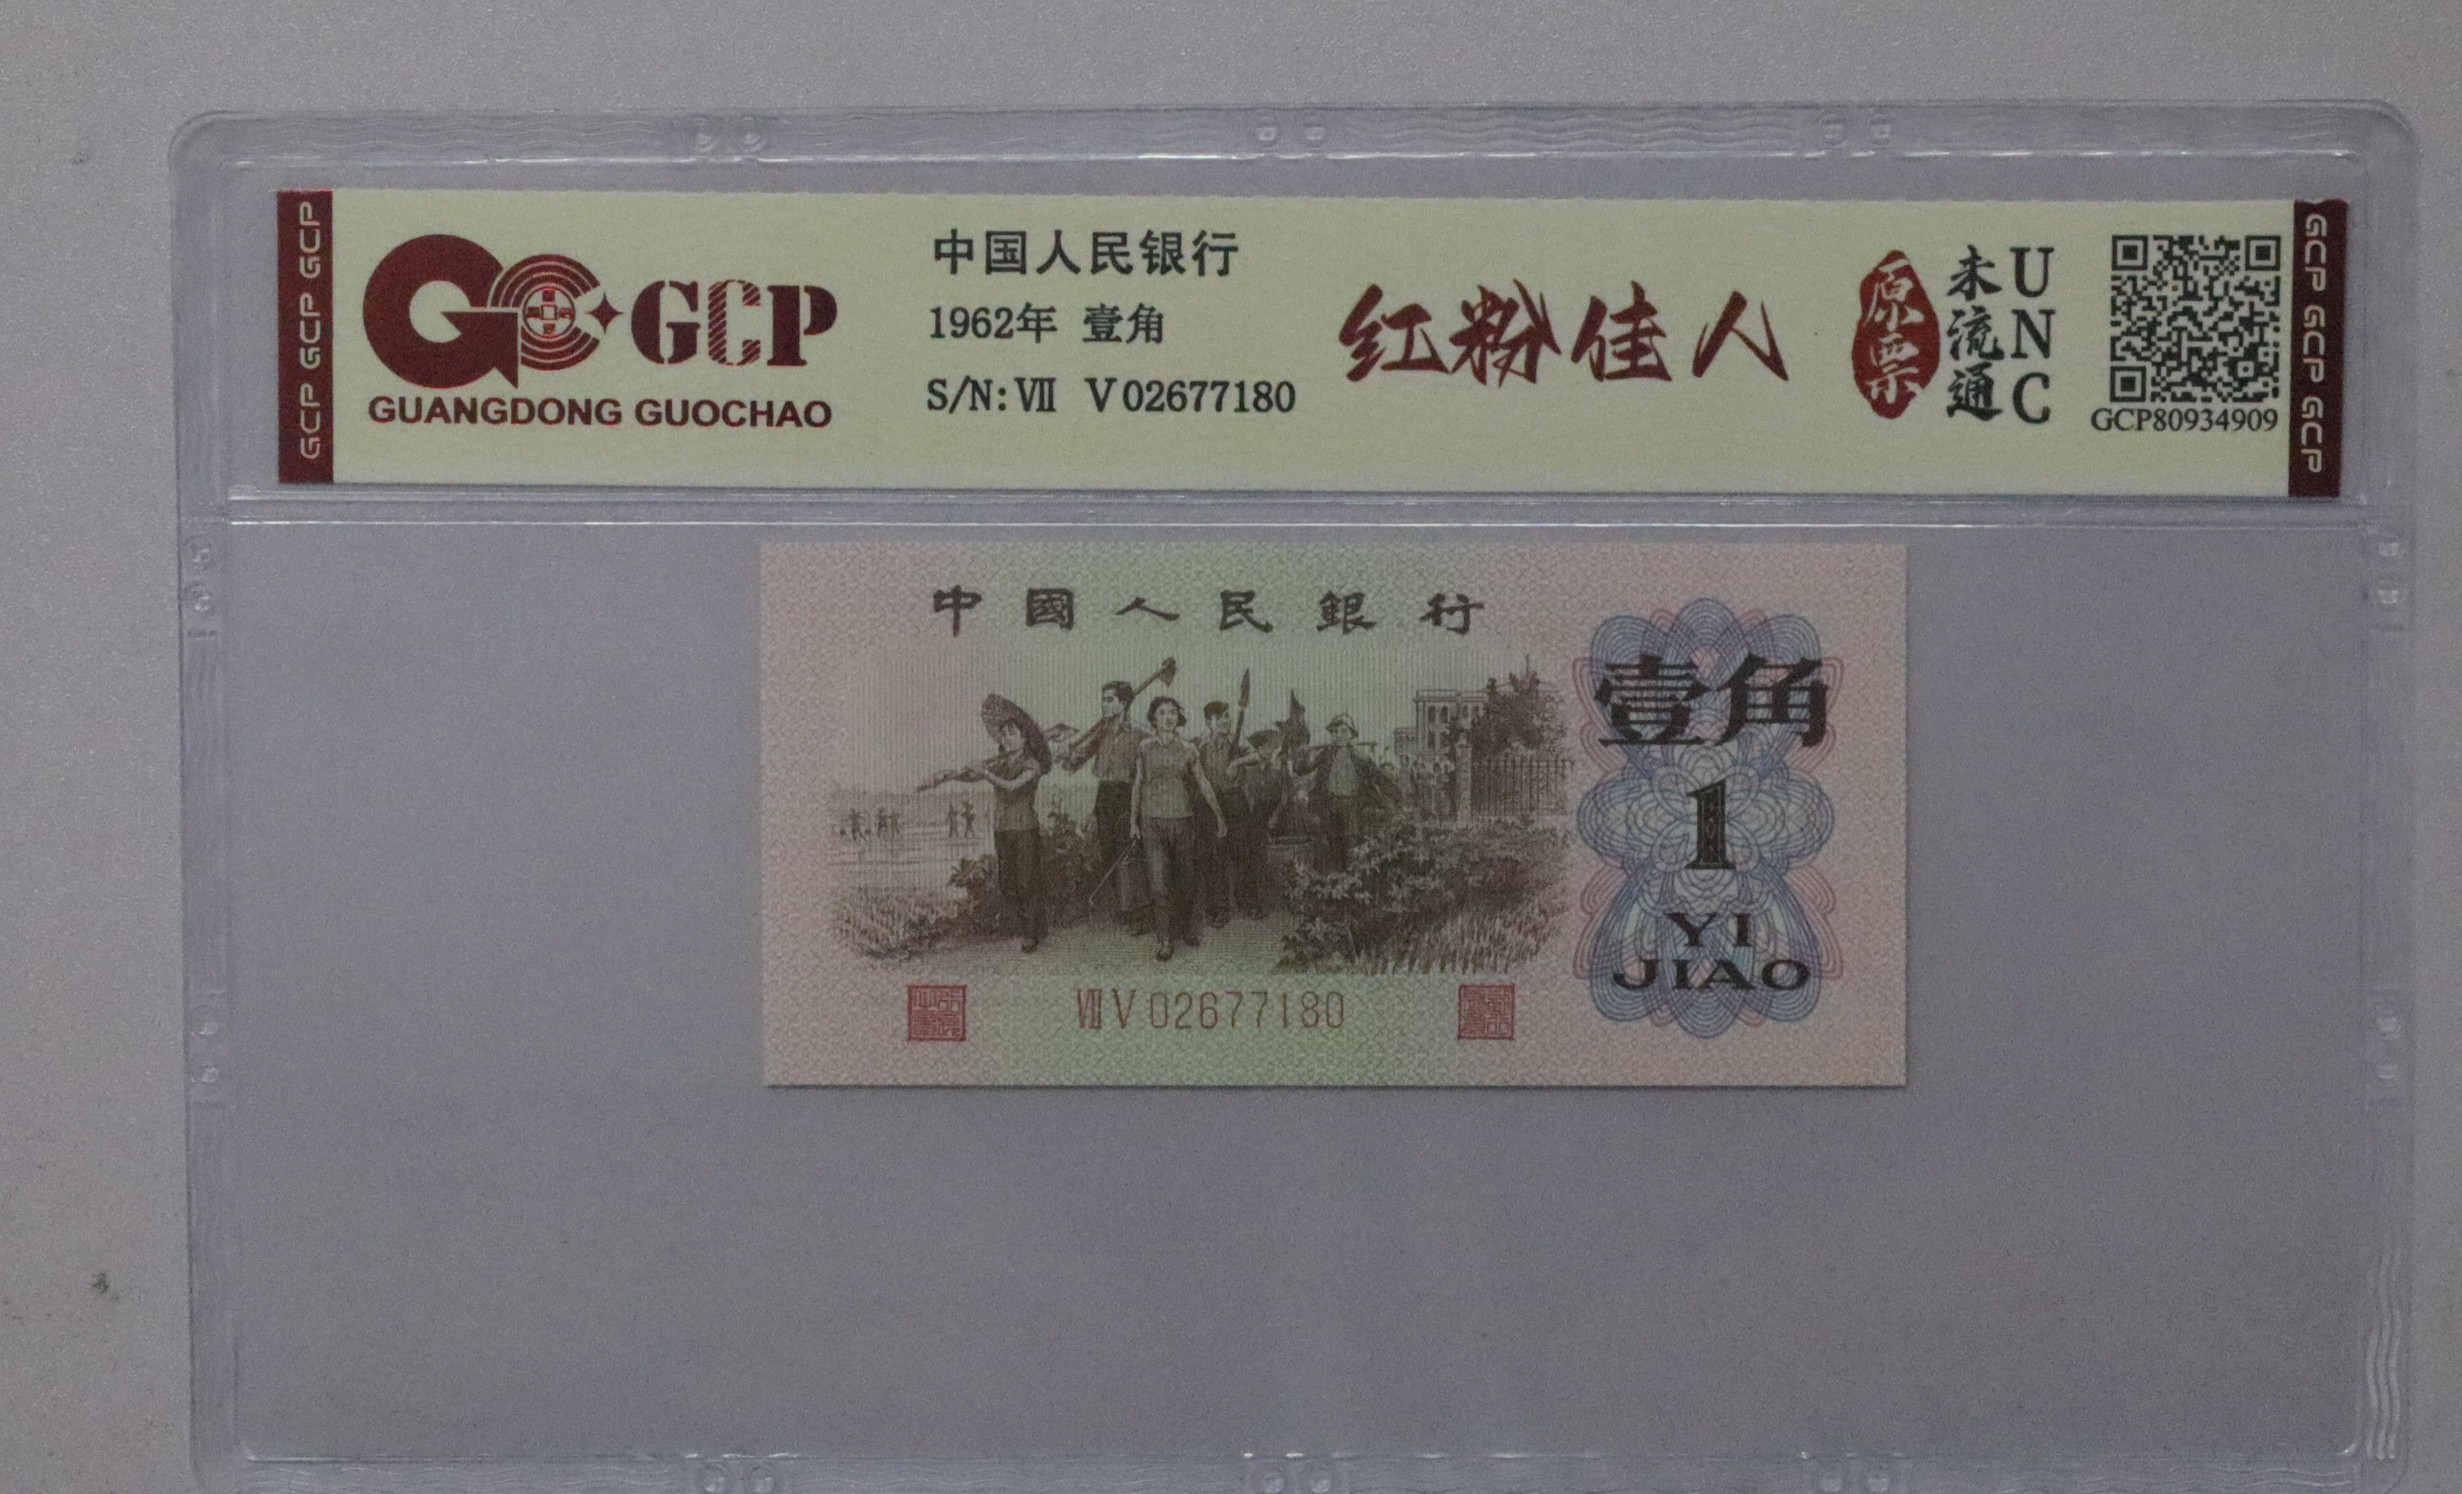 GCP GCP GCP
GCP
GUANGDONG GUOCHAO
中国人民银行
1962年 壹角
S/N: Ⅶ V 02677180
红粉佳人
原票
未流通
UNC
GCP80934909
GCP GCP GCP
中國人民銀行
壹角
1
YI
JIAO
Ⅶ V 02677180